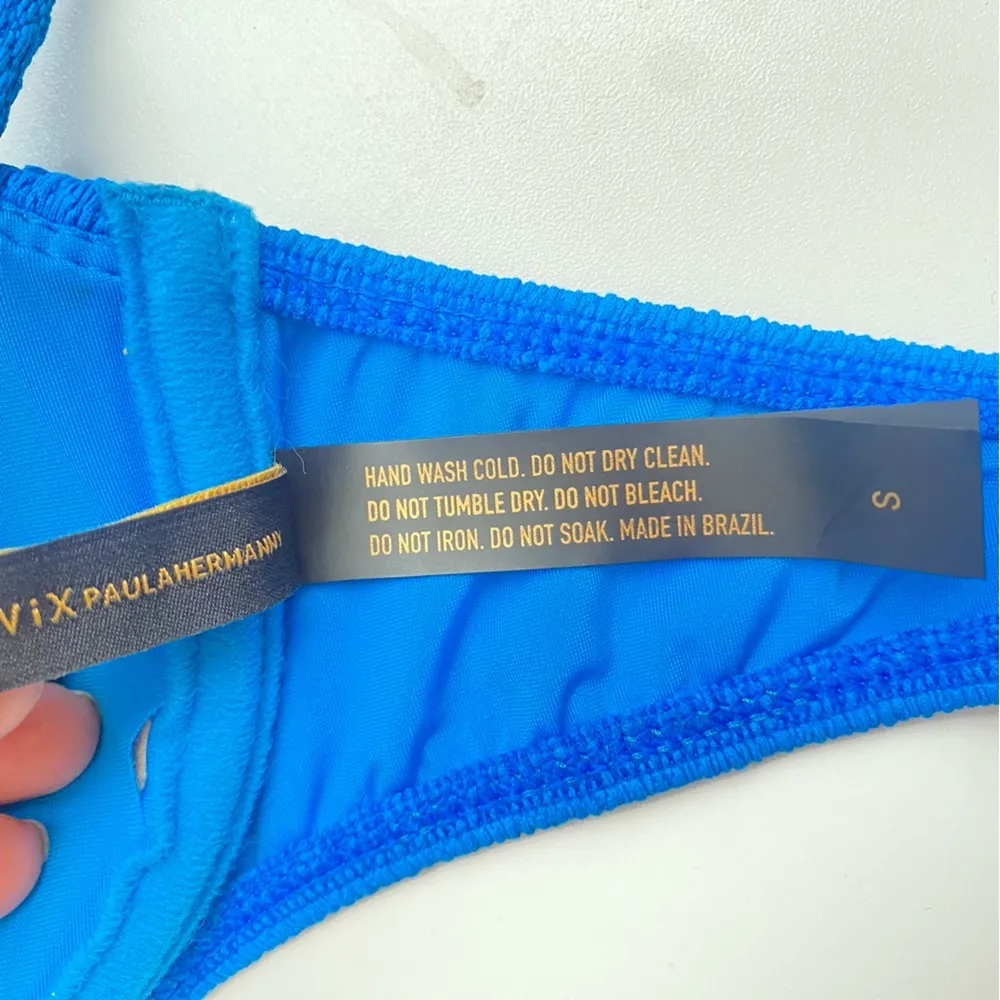 ViX PAULAHERMANNY
HAND WASH COLD. DO NOT DRY CLEAN.
DO NOT TUMBLE DRY. DO NOT BLEACH.
DO NOT IRON. DO NOT SOAK. MADE IN BRAZIL.
S